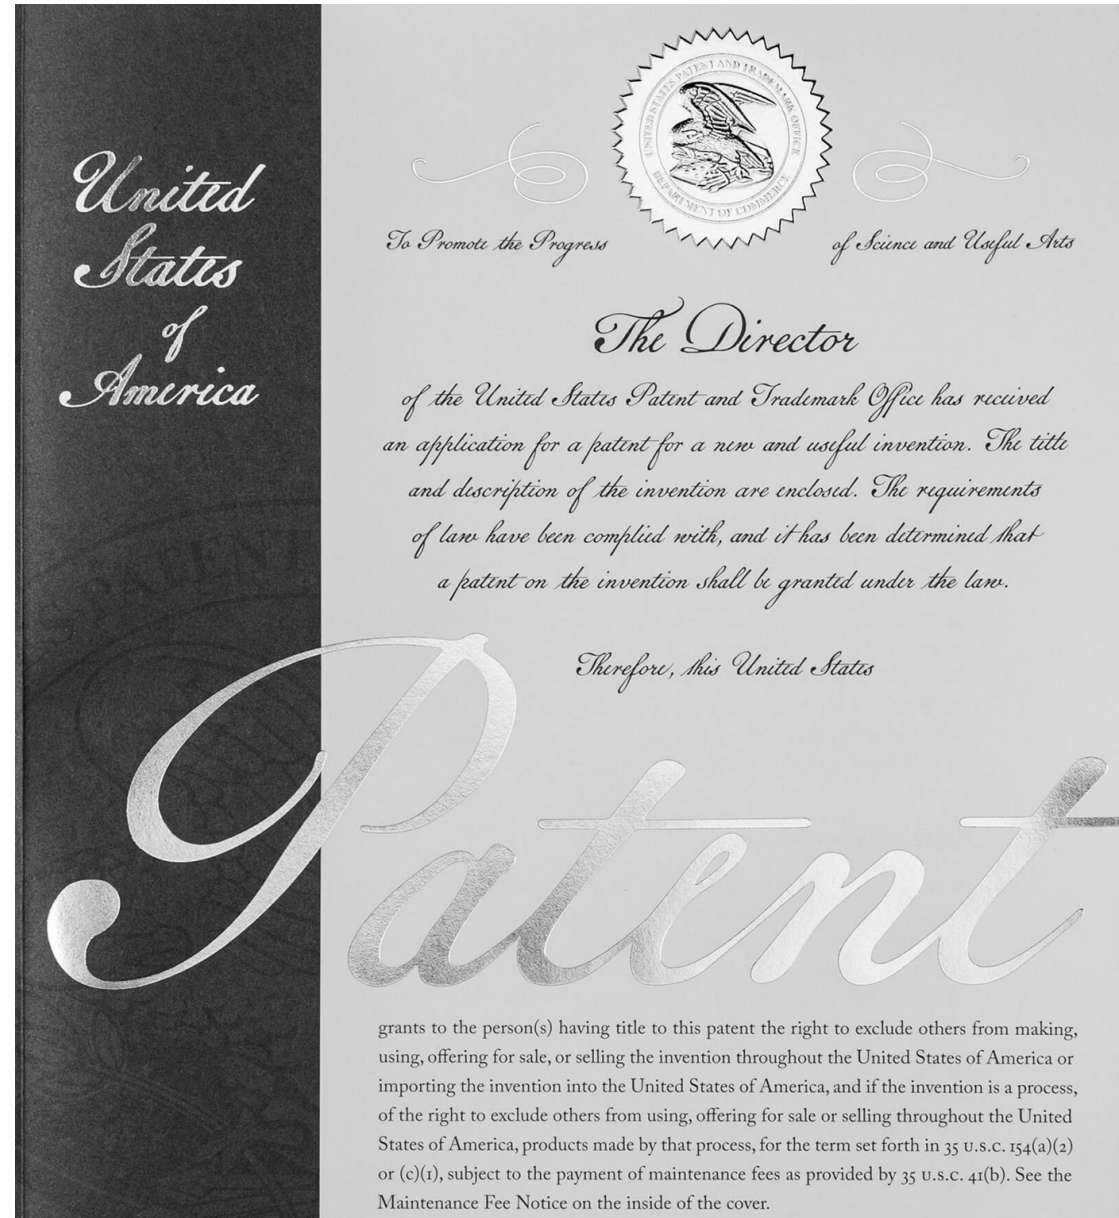 United
States
of
America
UNITED STATES PATENT AND TRADEMARK OFFICE
DEPARTMENT OF COMMERCE
To Promote the Progress of Science and Useful Arts
The Director
of the United States Patent and Trademark Office has received
an application for a patent for a new and useful invention. The title
and description of the invention are enclosed. The requirements
of law have been complied with, and it has been determined that
a patent on the invention shall be granted under the law.
Therefore, this United States
Patent
grants to the person(s) having title to this patent the right to exclude others from making,
using, offering for sale, or selling the invention throughout the United States of America or
importing the invention into the United States of America, and if the invention is a process,
of the right to exclude others from using, offering for sale or selling throughout the United
States of America, products made by that process, for the term set forth in 35 U.S.C. 154(a)(2)
or (c)(1), subject to the payment of maintenance fees as provided by 35 U.S.C. 41(b). See the
Maintenance Fee Notice on the inside of the cover.